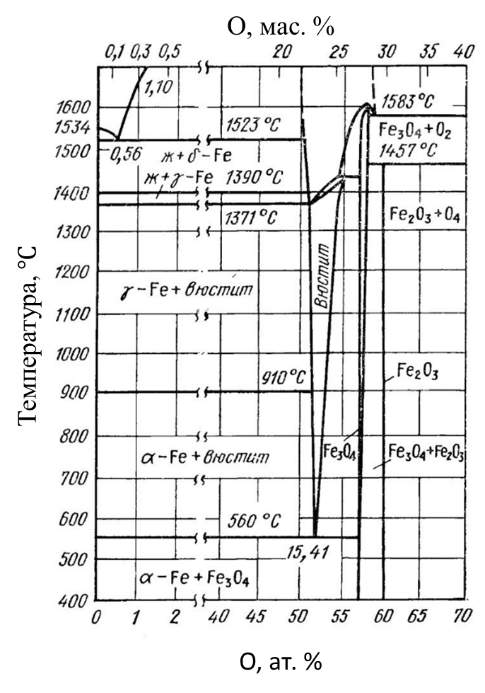 О, мас. %
0,1 0,3 0,5 20 22 25 26 30 35 40
1,10
1583 °C
1600
1534
1523 °C
Fe₃O₄ + O₂
1457 °C
0,56
1500
ж + δ - Fe
ж + γ - Fe
1390 °C
1400
Fe₂O₃ + O₄
1371 °C
1300
Вюстит
1200
γ - Fe + вюстит
1100
1000
910 °C
Fe₂O₃
900
800
α - Fe + вюстит
Fe₃O₄
Fe₃O₄ + Fe₂O₃
700
560 °C
600
15,41
500
α - Fe + Fe₃O₄
400
0 1 2 40 45 50 55 60 65 70
Температура, °C
О, ат. %